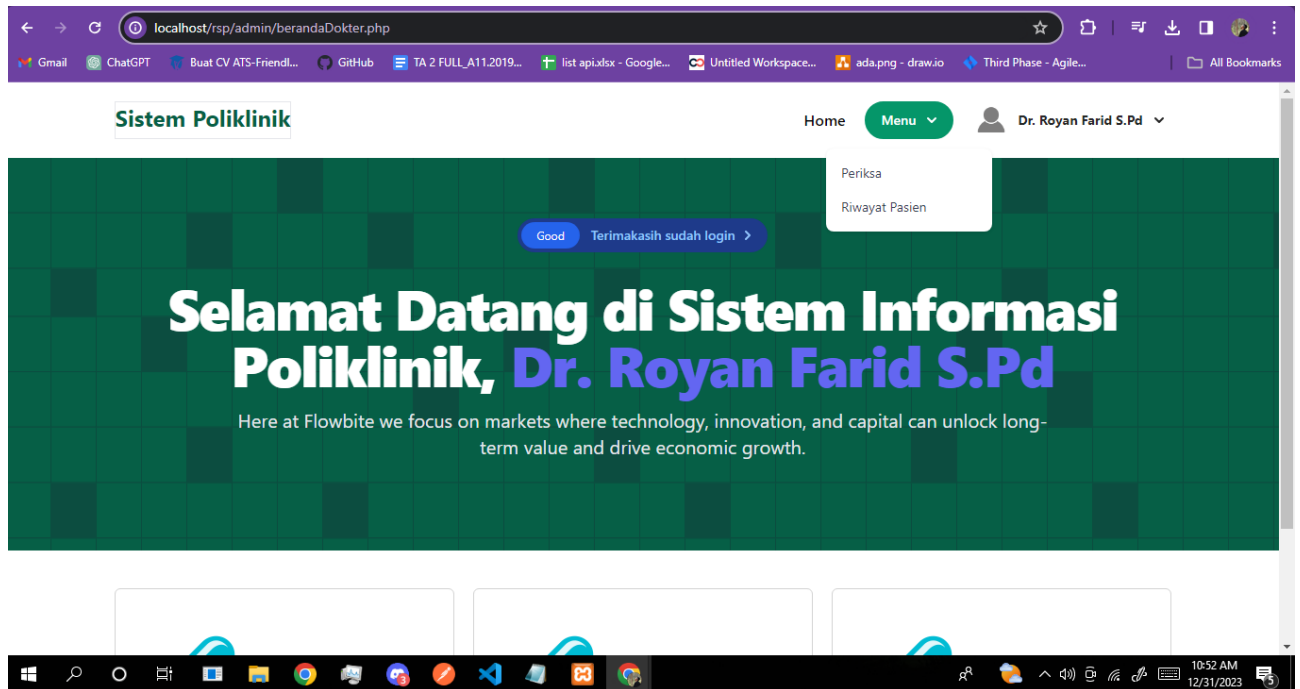 localhost/rsp/admin/berandaDokter.php
Gmail ChatGPT Buat CV ATS-Friendl... GitHub TA 2 FULL_A11.2019... list api.xlsx - Google... Untitled Workspace... ada.png - draw.io Third Phase - Agile... All Bookmarks
Sistem Poliklinik Home Menu Dr. Royan Farid S.Pd
Periksa
Riwayat Pasien
Good Terimakasih sudah login
Selamat Datang di Sistem Informasi
Poliklinik, Dr. Royan Farid S.Pd
Here at Flowbite we focus on markets where technology, innovation, and capital can unlock long-
term value and drive economic growth.
10:52 AM
12/31/2023
5